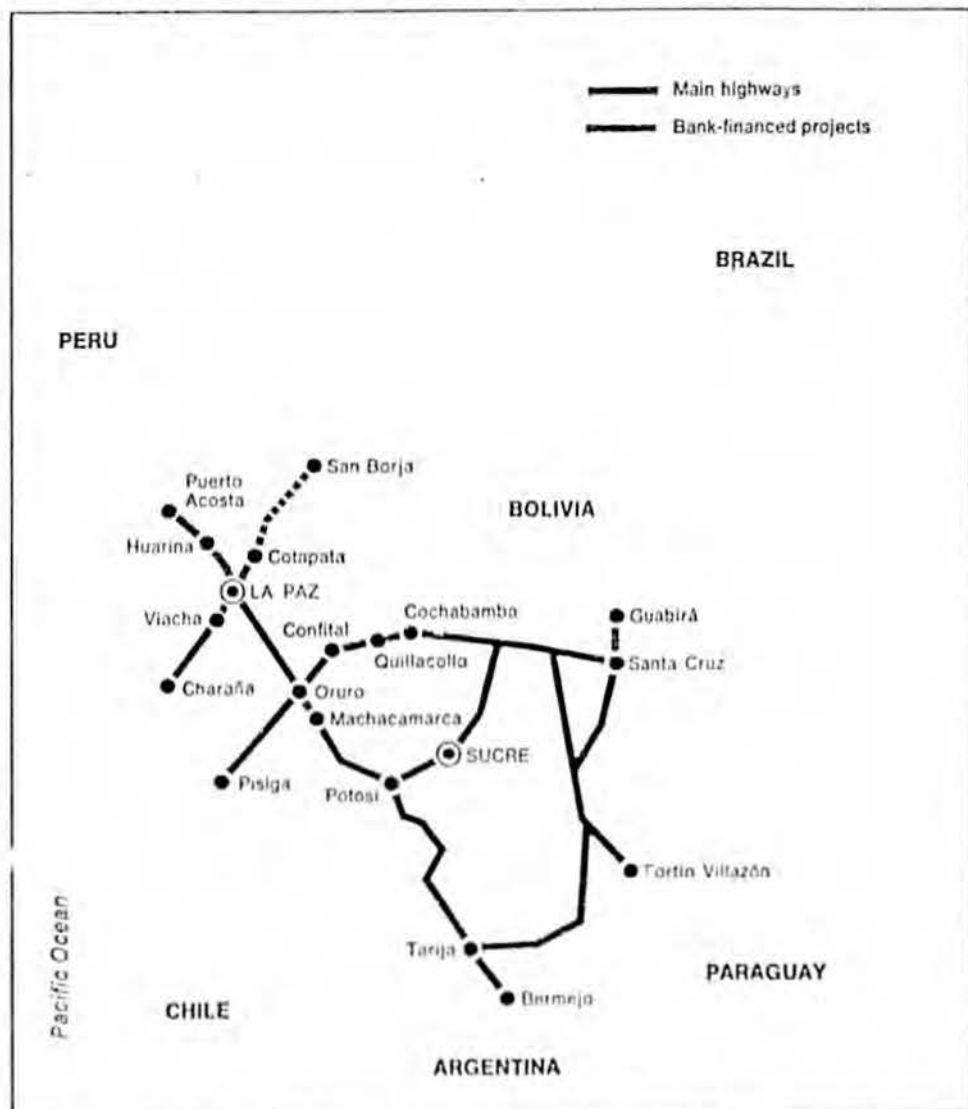 Main highways
Bank-financed projects
BRAZIL
PERU
San Borja
Puerto
Acosta
BOLIVIA
Huarina
Cotapata
LA PAZ
Viacha
Confital
Cochabamba
Guabirá
Quillacollo
Santa Cruz
Charaña
Oruro
Machacamarca
SUCRE
Pisiga
Potosí
Fortín Villazón
Pacific Ocean
Tarija
PARAGUAY
Bermejo
CHILE
ARGENTINA